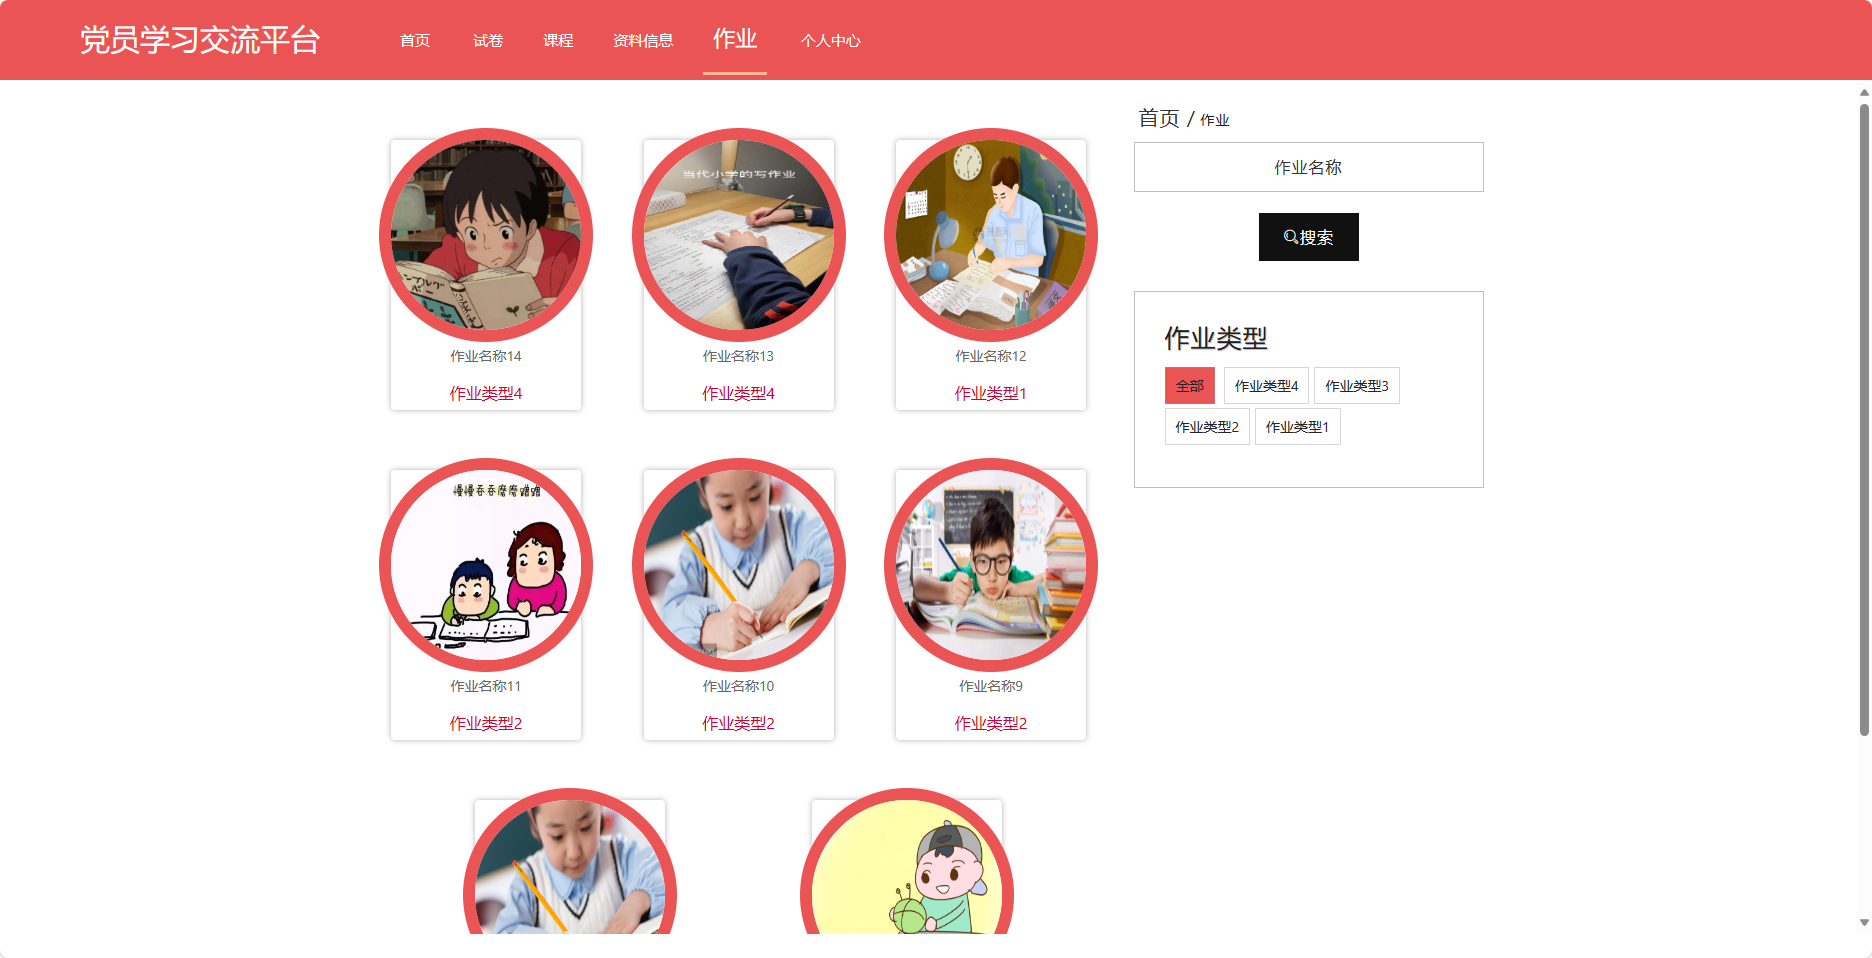 党员学习交流平台
首页 试卷 课程 资料信息 作业 个人中心
首页 / 作业
作业名称
搜索
作业类型
全部 作业类型4 作业类型3
作业类型2 作业类型1
当代小学的写作业
作业名称14
作业类型4
作业名称13
作业类型4
作业名称12
作业类型1
慢慢吞吞磨磨蹭蹭
作业名称11
作业类型2
作业名称10
作业类型2
作业名称9
作业类型2